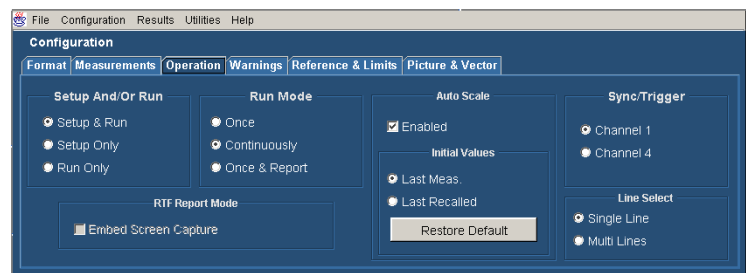 File Configuration Results Utilities Help
Configuration
Format Measurements Operation Warnings Reference & Limits Picture & Vector
Setup And/Or Run
Setup & Run
Setup Only
Run Only
Run Mode
Once
Continuously
Once & Report
RTF Report Mode
Embed Screen Capture
Auto Scale
Enabled
Initial Values
Last Meas.
Last Recalled
Restore Default
Sync/Trigger
Channel 1
Channel 4
Line Select
Single Line
Multi Lines